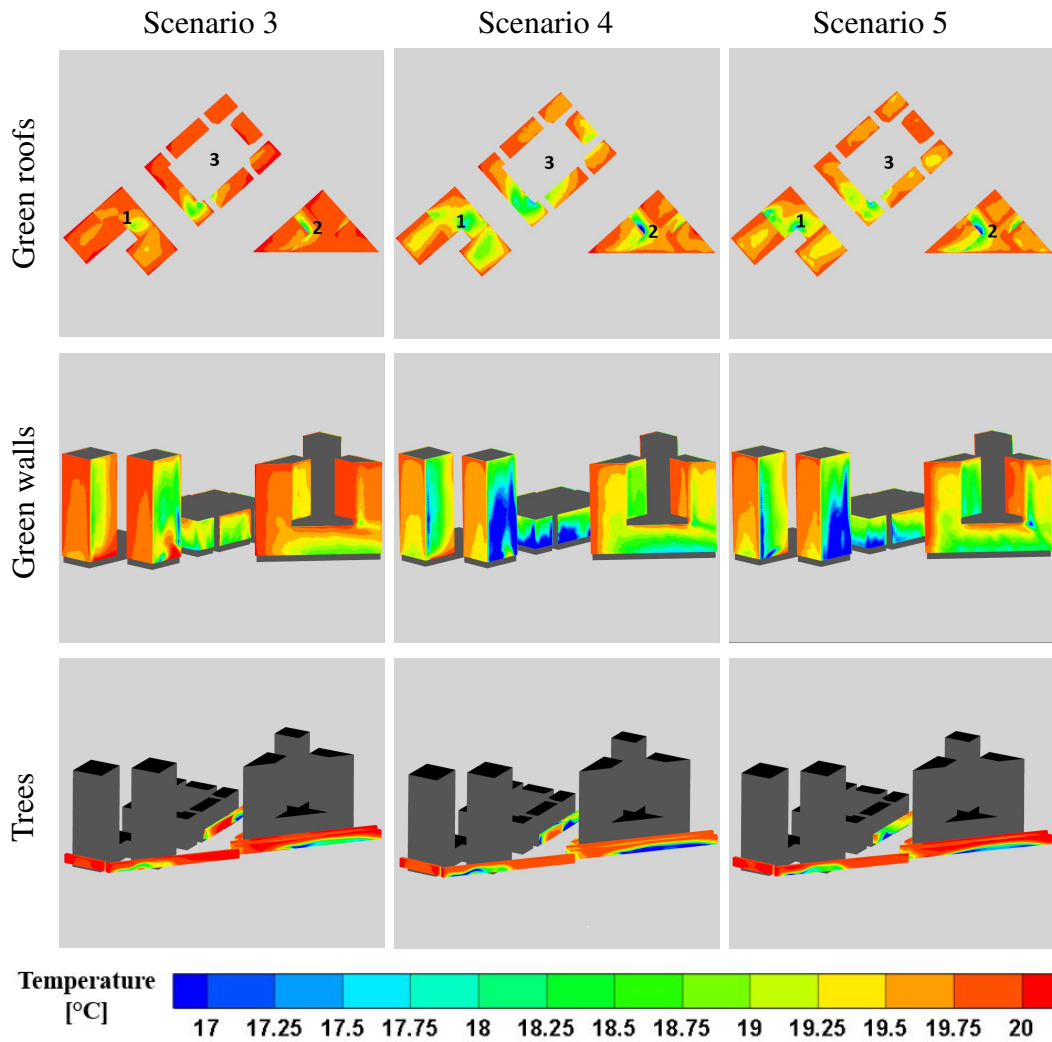 Scenario 3 Scenario 4 Scenario 5
Green roofs
1 2 3
1 2 3
1 2 3
Green walls
Trees
Temperature
[°C]
17 17.25 17.5 17.75 18 18.25 18.5 18.75 19 19.25 19.5 19.75 20